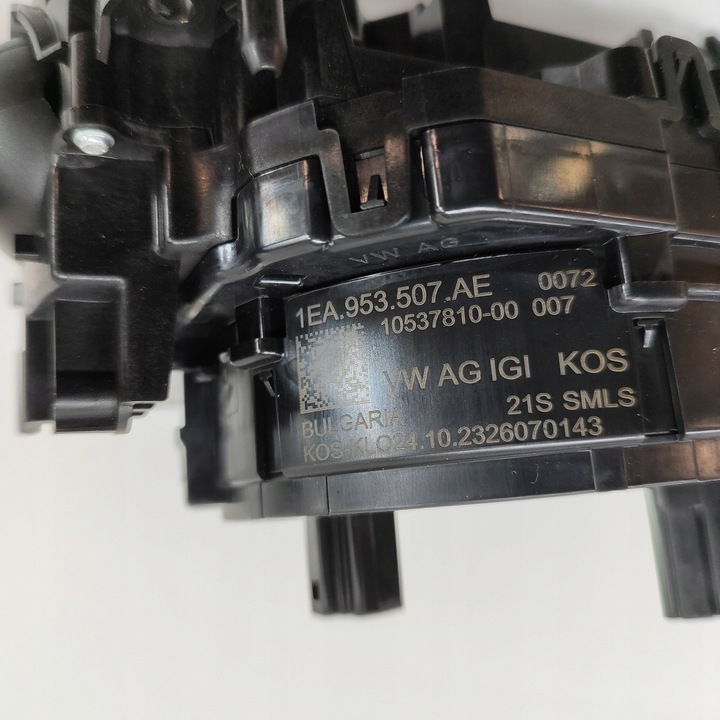 VW AG
1EA.953.507.AE 0072
10537810-00 007
VW AG IGI KOS
BULGARIA 21S SMLS
KOS-KLO24.10.2326070143